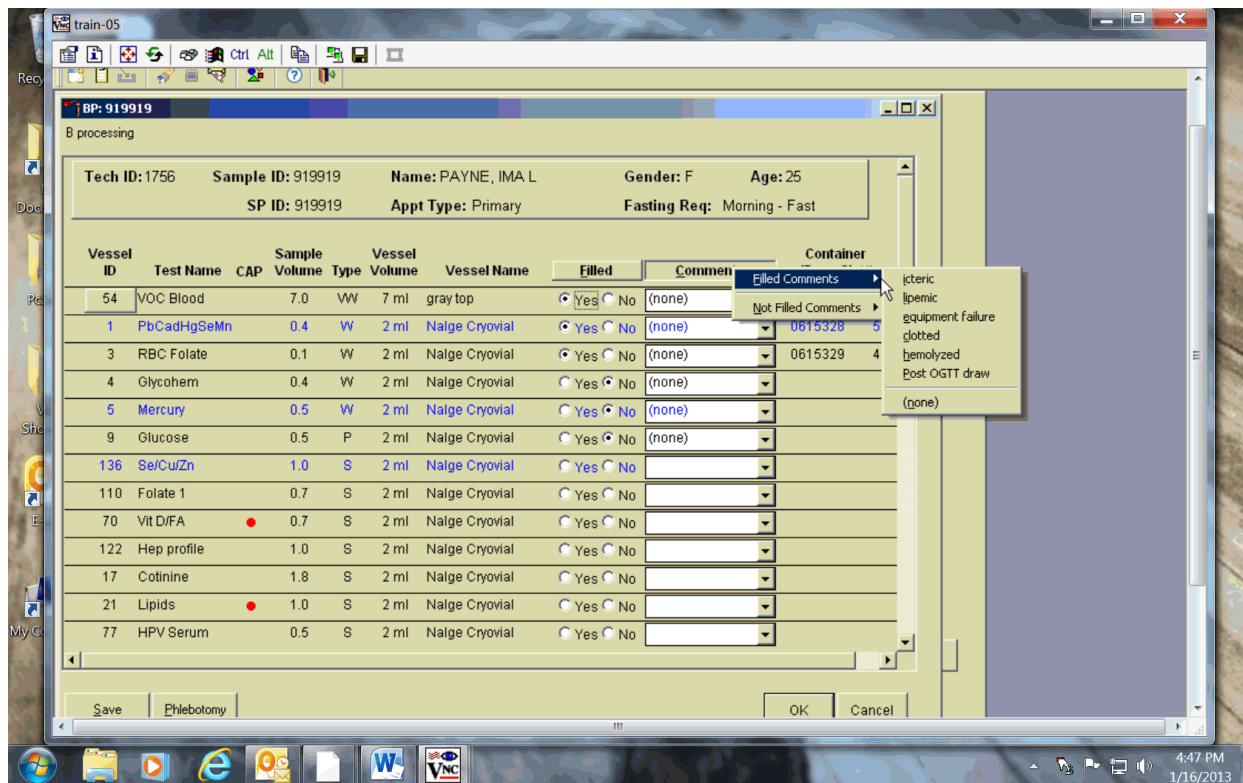 train-05
Ctrl Alt
Recy
BP: 919919
B processing
Tech ID: 1756 Sample ID: 919919 Name: PAYNE, IMA L Gender: F Age: 25
SP ID: 919919 Appt Type: Primary Fasting Req: Morning - Fast
Vessel ID Test Name CAP Sample Volume Type Vessel Volume Vessel Name Filled Commen Container
54 VOC Blood 7.0 VW 7 ml gray top Yes No (none)
1 PbCadHgSeMn 0.4 W 2 ml Nalge Cryovial Yes No (none) 0615328 5
3 RBC Folate 0.1 W 2 ml Nalge Cryovial Yes No (none) 0615329 4
4 Glycohem 0.4 W 2 ml Nalge Cryovial Yes No (none)
5 Mercury 0.5 W 2 ml Nalge Cryovial Yes No (none)
9 Glucose 0.5 P 2 ml Nalge Cryovial Yes No (none)
136 Se/Cu/Zn 1.0 S 2 ml Nalge Cryovial Yes No
110 Folate 1 0.7 S 2 ml Nalge Cryovial Yes No
70 Vit D/FA 0.7 S 2 ml Nalge Cryovial Yes No
122 Hep profile 1.0 S 2 ml Nalge Cryovial Yes No
17 Cotinine 1.8 S 2 ml Nalge Cryovial Yes No
21 Lipids 1.0 S 2 ml Nalge Cryovial Yes No
77 HPV Serum 0.5 S 2 ml Nalge Cryovial Yes No
Filled Comments
Not Filled Comments
icteric
lipemic
equipment failure
clotted
hemolyzed
Post OGTT draw
(none)
Save Phlebotomy OK Cancel
My Co
4:47 PM
1/16/2013